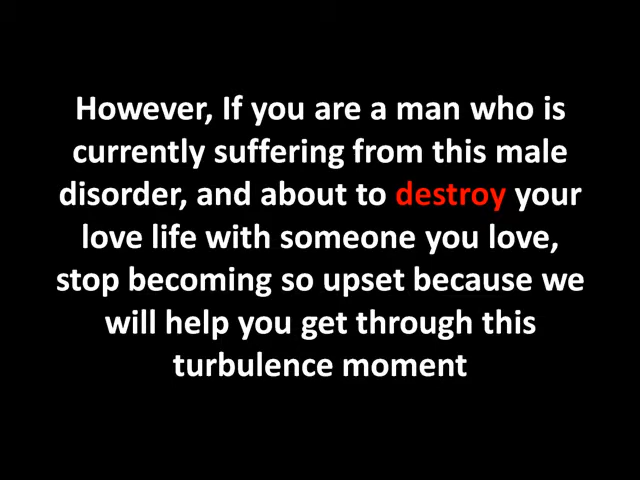 However, If you are a man who is
currently suffering from this male
disorder, and about to destroy your
love life with someone you love,
stop becoming so upset because we
will help you get through this
turbulence moment